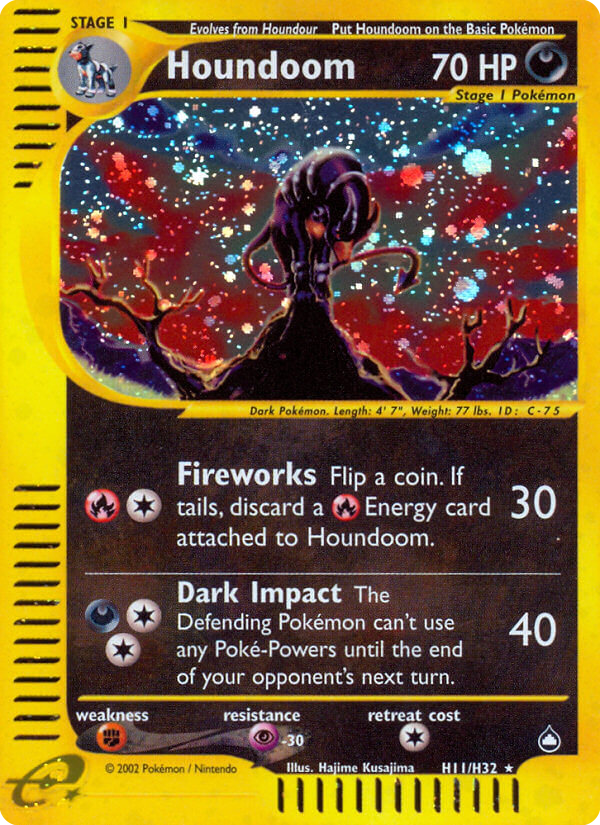 STAGE 1
Evolves from Houndour Put Houndoom on the Basic Pokémon
Houndoom 70 HP
Stage 1 Pokémon
Dark Pokémon. Length: 4' 7", Weight: 77 lbs. ID: C-75
Fireworks Flip a coin. If
tails, discard a Energy card
attached to Houndoom.
30
Dark Impact The
Defending Pokémon can't use
any Poké-Powers until the end
of your opponent's next turn.
40
weakness resistance retreat cost
-30
© 2002 Pokémon / Nintendo Illus. Hajime Kusajima H11/H32 ★
e